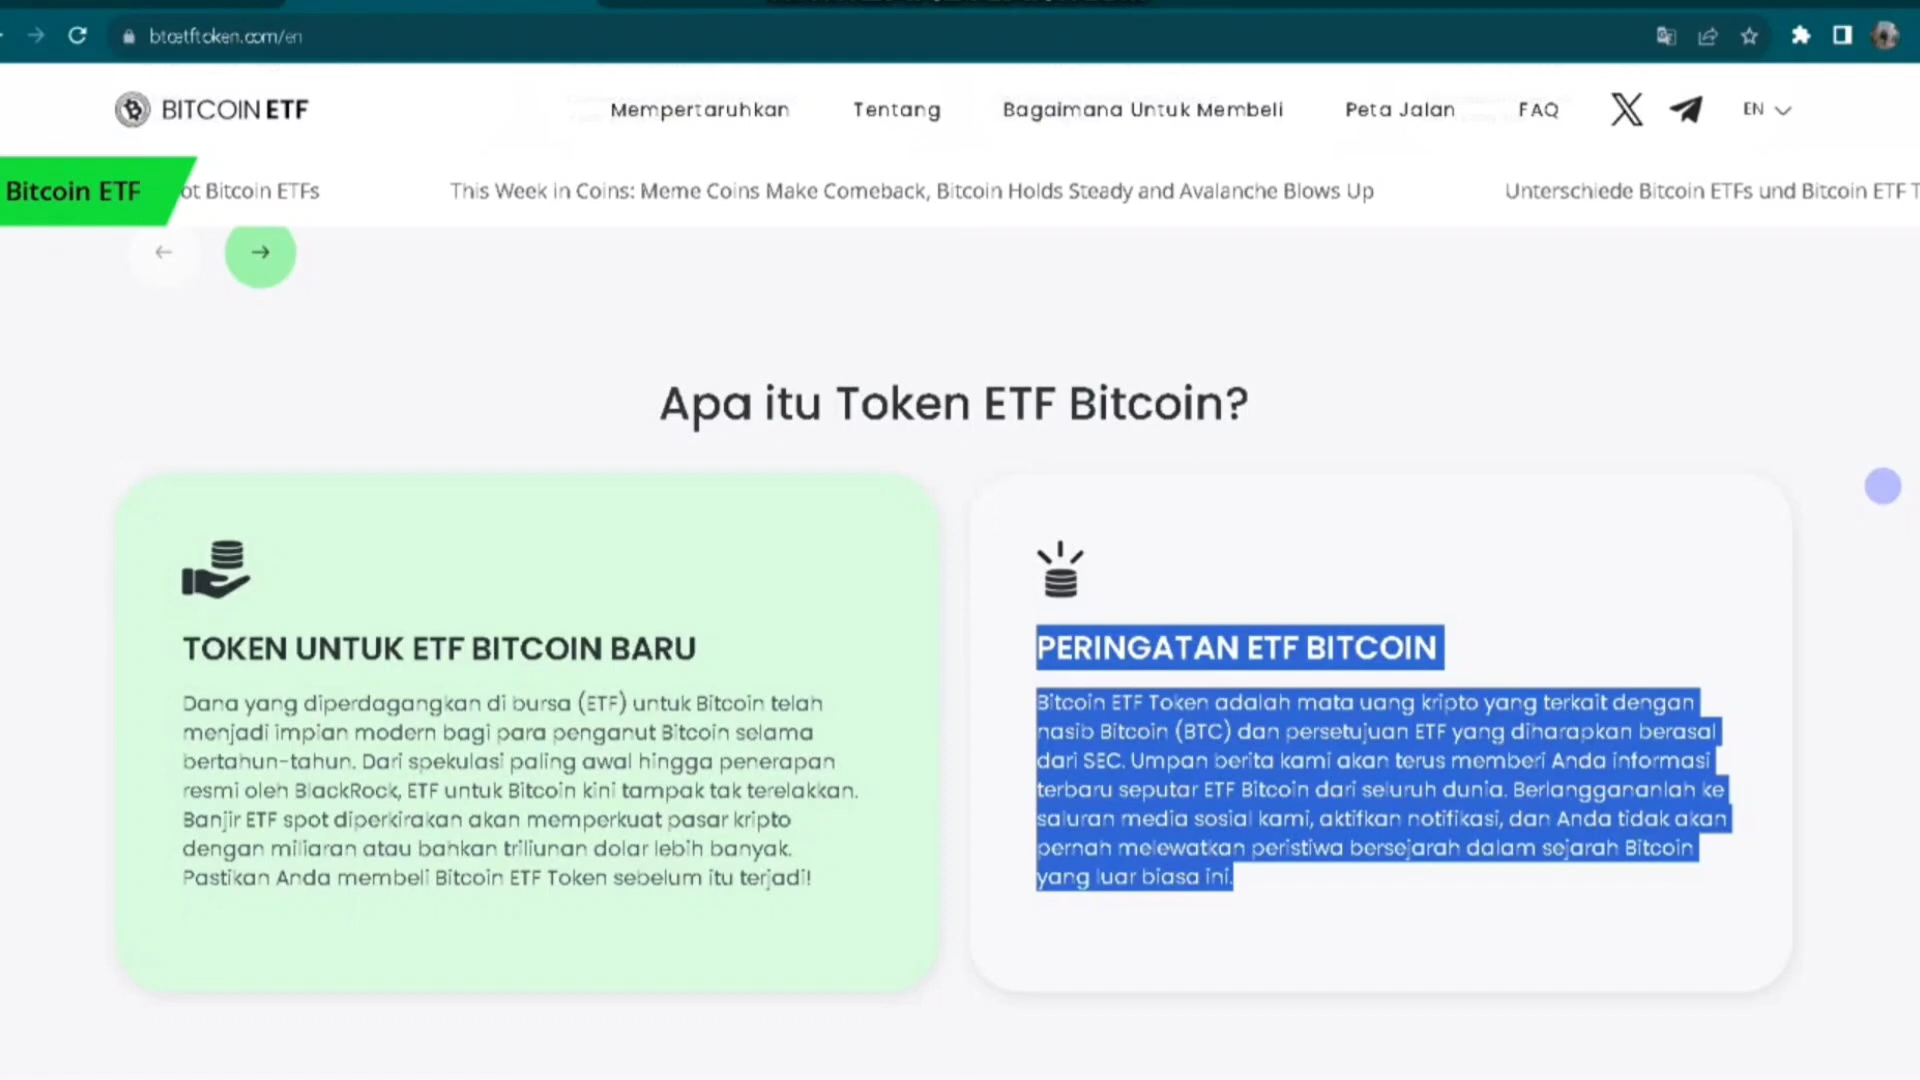 btcetftoken.com/en
BITCOIN ETF
Mempertaruhkan
Tentang
Bagaimana Untuk Membeli
Peta Jalan
FAQ
EN
Bitcoin ETF
ot Bitcoin ETFs
This Week in Coins: Meme Coins Make Comeback, Bitcoin Holds Steady and Avalanche Blows Up
Unterschiede Bitcoin ETFs und Bitcoin ETF T
Apa itu Token ETF Bitcoin?
TOKEN UNTUK ETF BITCOIN BARU
Dana yang diperdagangkan di bursa (ETF) untuk Bitcoin telah
menjadi impian modern bagi para penganut Bitcoin selama
bertahun-tahun. Dari spekulasi paling awal hingga penerapan
resmi oleh BlackRock, ETF untuk Bitcoin kini tampak tak terelakkan.
Banjir ETF spot diperkirakan akan memperkuat pasar kripto
dengan miliaran atau bahkan triliunan dolar lebih banyak.
Pastikan Anda membeli Bitcoin ETF Token sebelum itu terjadi!
PERINGATAN ETF BITCOIN
Bitcoin ETF Token adalah mata uang kripto yang terkait dengan
nasib Bitcoin (BTC) dan persetujuan ETF yang diharapkan berasal
dari SEC. Umpan berita kami akan terus memberi Anda informasi
terbaru seputar ETF Bitcoin dari seluruh dunia. Berlanggananlah ke
saluran media sosial kami, aktifkan notifikasi, dan Anda tidak akan
pernah melewatkan peristiwa bersejarah dalam sejarah Bitcoin
yang luar biasa ini.